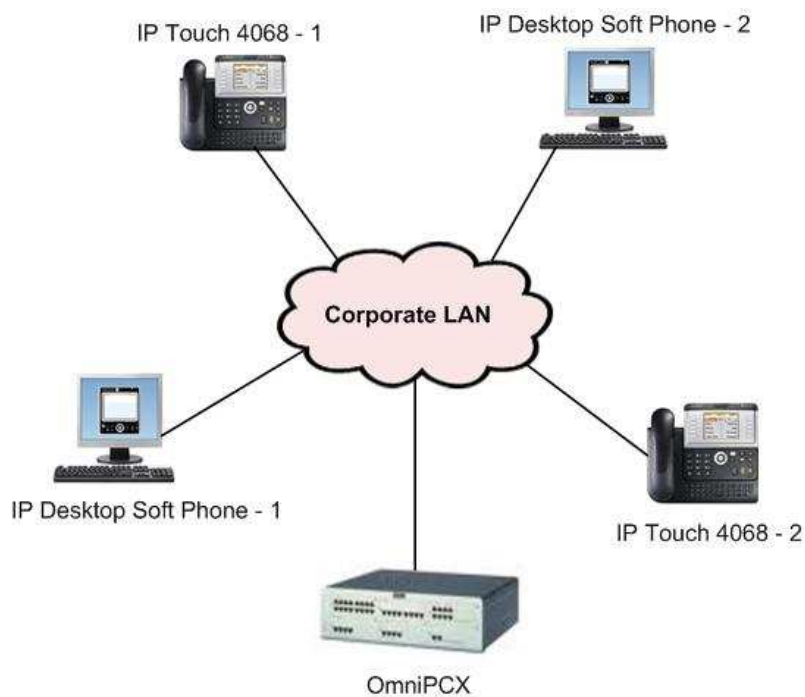 IP Touch 4068 - 1
IP Desktop Soft Phone - 2
Corporate LAN
IP Desktop Soft Phone - 1
IP Touch 4068 - 2
OmniPCX